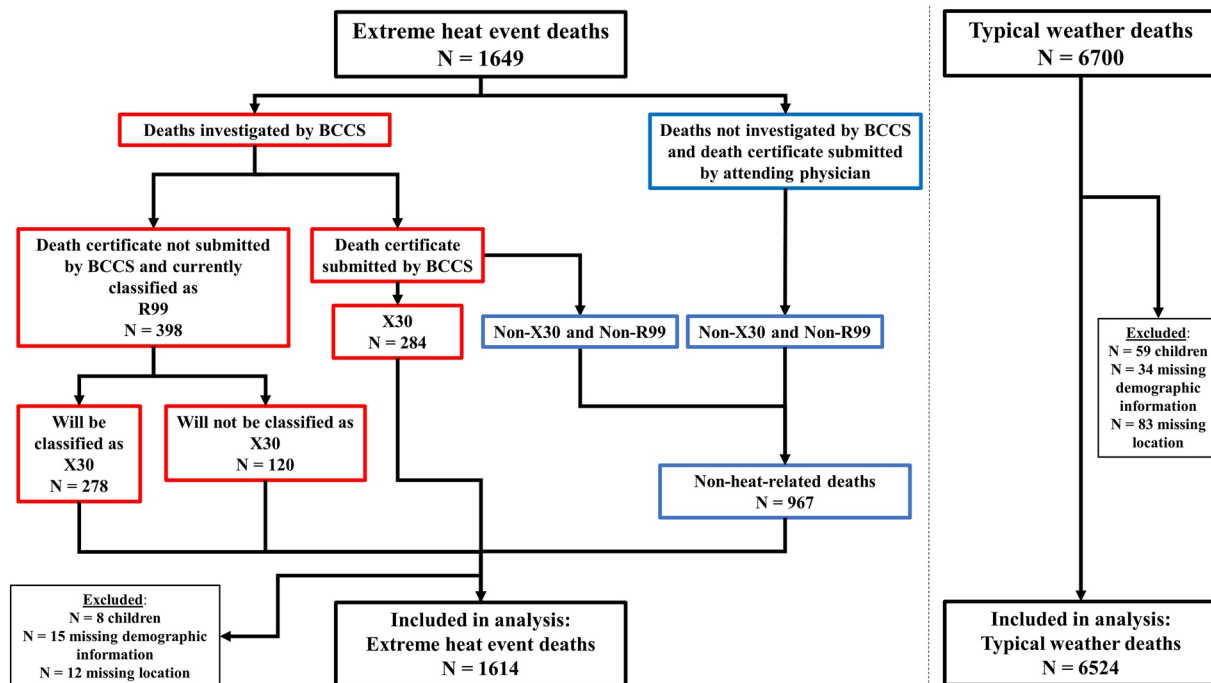 Extreme heat event deaths
N = 1649
Typical weather deaths
N = 6700
Deaths investigated by BCCS
Deaths not investigated by BCCS
and death certificate submitted
by attending physician
Death certificate not submitted
by BCCS and currently
classified as
R99
N = 398
Death certificate
submitted by BCCS
X30
N = 284
Non-X30 and Non-R99
Non-X30 and Non-R99
Excluded:
N = 59 children
N = 34 missing
demographic
information
N = 83 missing
location
Will be
classified as
X30
N = 278
Will not be classified as
X30
N = 120
Non-heat-related deaths
N = 967
Excluded:
N = 8 children
N = 15 missing demographic
information
N = 12 missing location
Included in analysis:
Extreme heat event deaths
N = 1614
Included in analysis:
Typical weather deaths
N = 6524